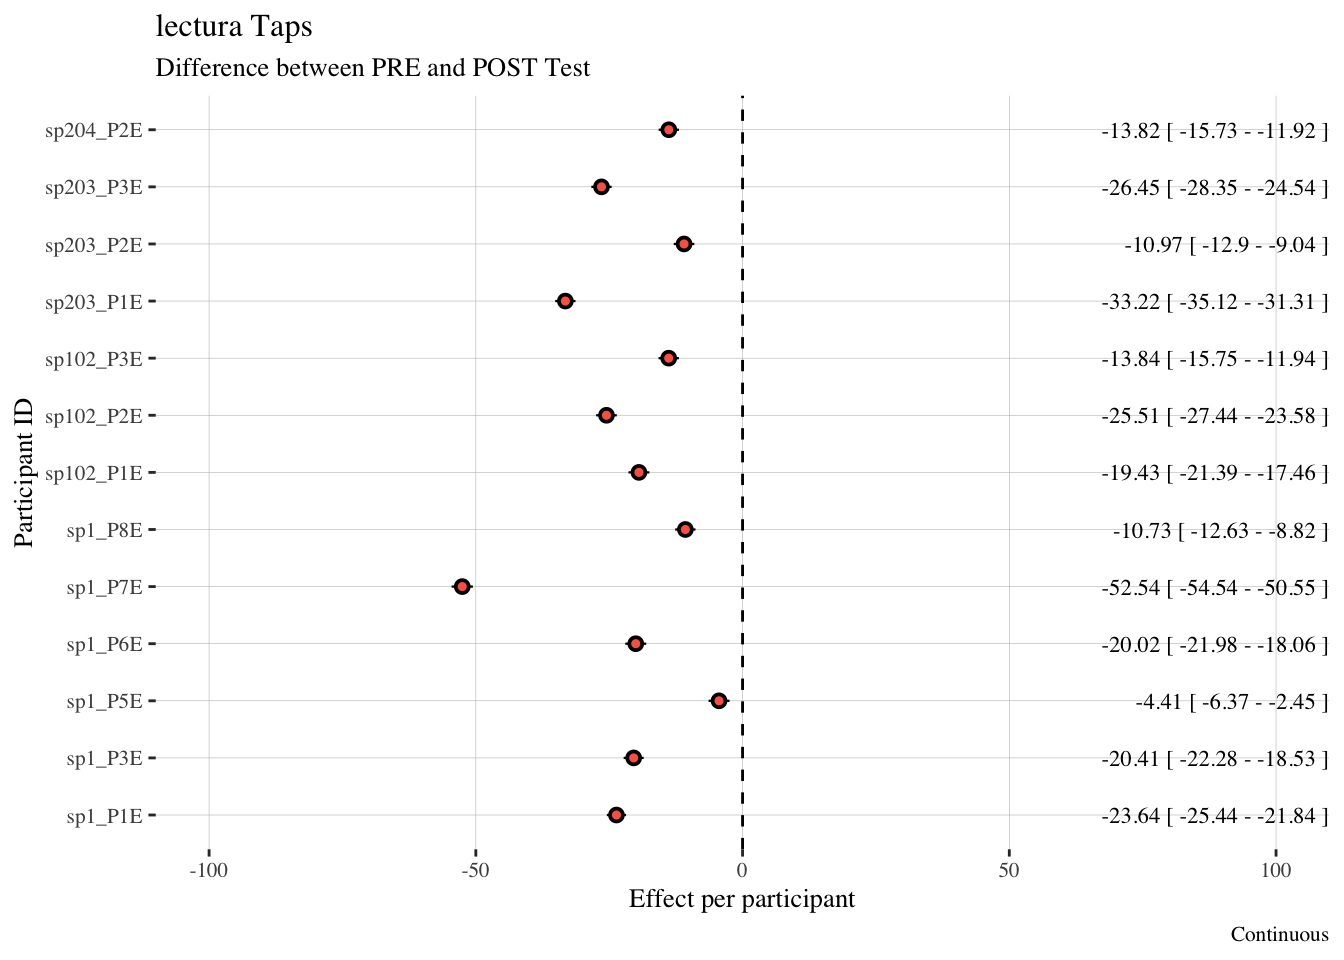 lectura Taps
Difference between PRE and POST Test
Participant ID
sp204_P2E -13.82 [ -15.73 - -11.92 ]
sp203_P3E -26.45 [ -28.35 - -24.54 ]
sp203_P2E -10.97 [ -12.9 - -9.04 ]
sp203_P1E -33.22 [ -35.12 - -31.31 ]
sp102_P3E -13.84 [ -15.75 - -11.94 ]
sp102_P2E -25.51 [ -27.44 - -23.58 ]
sp102_P1E -19.43 [ -21.39 - -17.46 ]
sp1_P8E -10.73 [ -12.63 - -8.82 ]
sp1_P7E -52.54 [ -54.54 - -50.55 ]
sp1_P6E -20.02 [ -21.98 - -18.06 ]
sp1_P5E -4.41 [ -6.37 - -2.45 ]
sp1_P3E -20.41 [ -22.28 - -18.53 ]
sp1_P1E -23.64 [ -25.44 - -21.84 ]
-100 -50 0 50 100
Effect per participant
Continuous